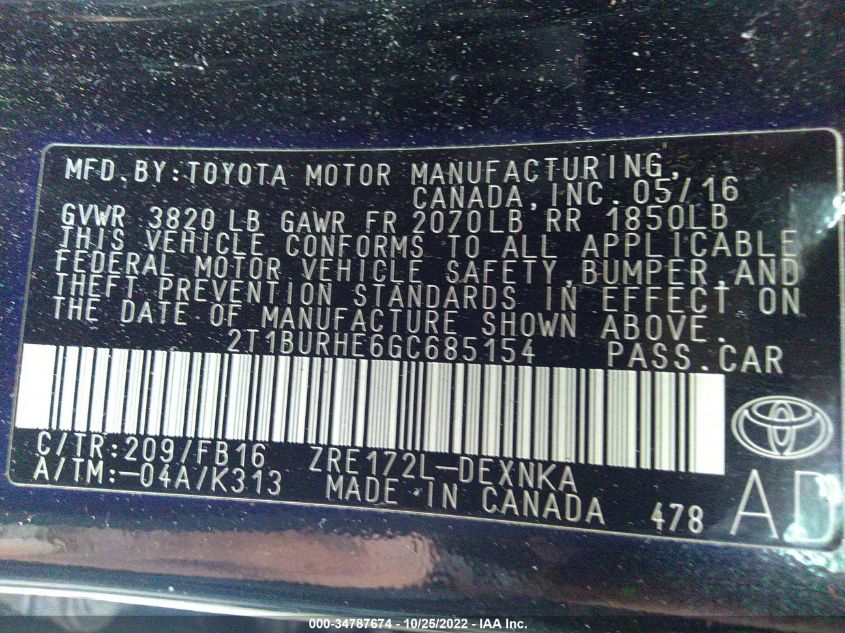 MFD.BY:TOYOTA MOTOR MANUFACTURING,
CANADA,INC.05/16
GVWR 3820 LB GAWR FR 2070LB RR 1850LB
THIS VEHICLE CONFORMS TO ALL APPLICABLE
FEDERAL MOTOR VEHICLE SAFETY,BUMPER,AND
THEFT PREVENTION STANDARDS IN EFFECT ON
THE DATE OF MANUFACTURE SHOWN ABOVE.
2T1BURHE6GC685154 PASS.CAR
C/TR:209/FB16 ZRE172L-DEXNKA
A/TM:-04A/K313 MADE IN CANADA 478
AD
000-34787674 - 10/25/2022 - IAA Inc.